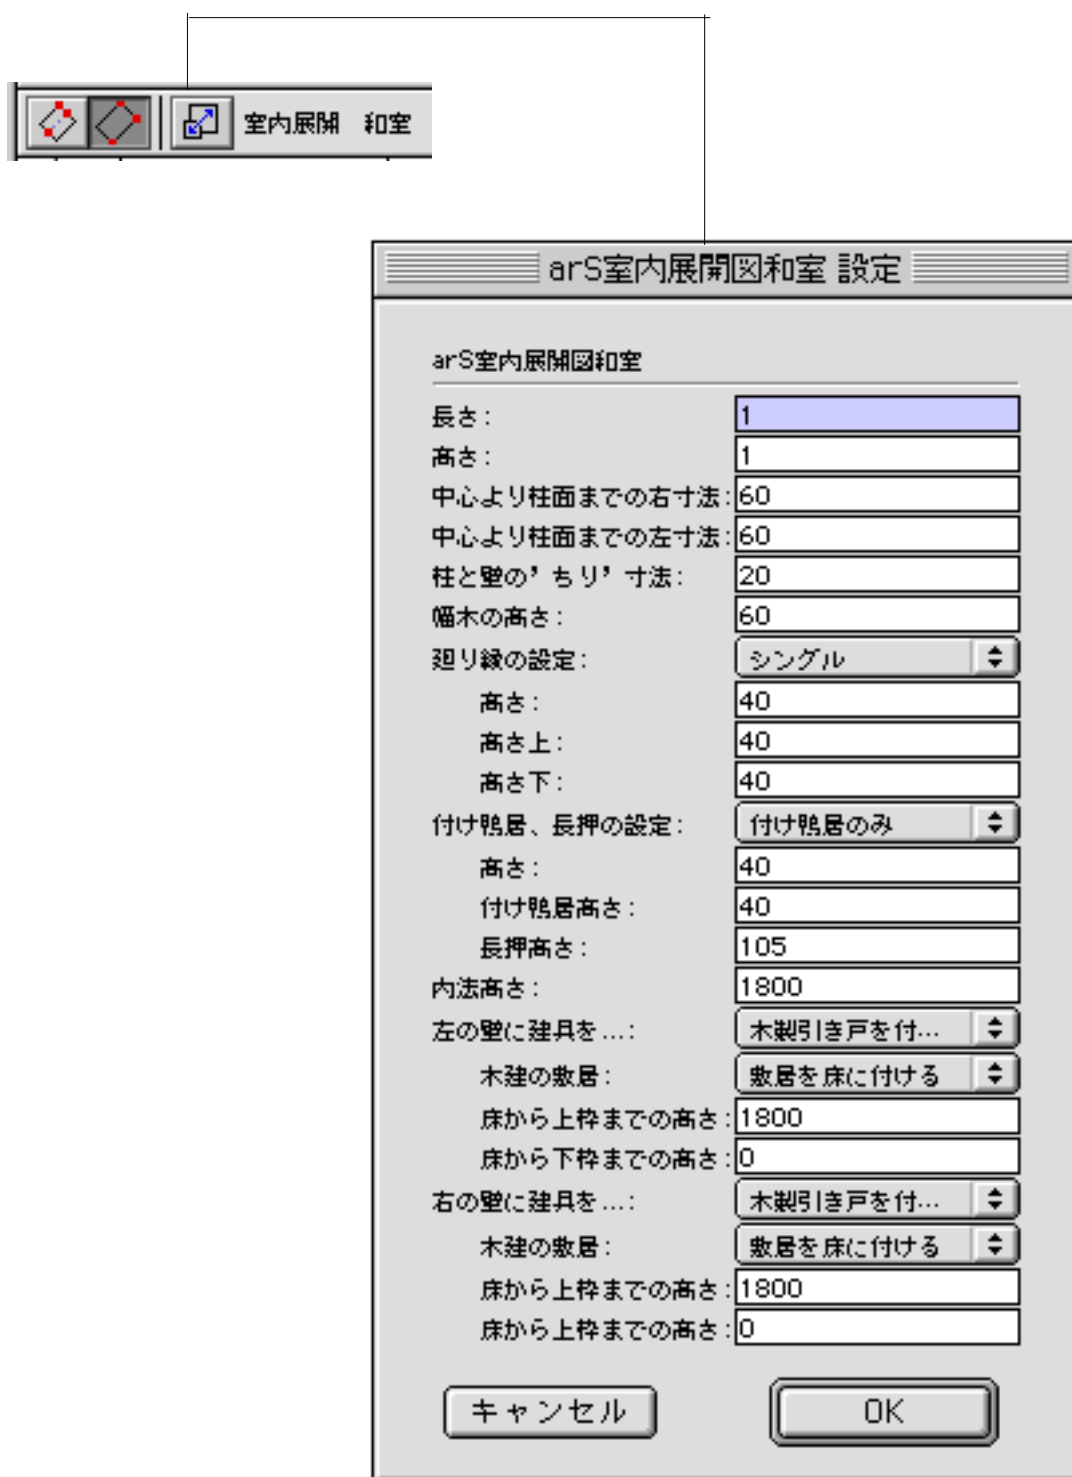 室内展開 和室
arS室内展開図和室 設定
arS室内展開図和室
長さ: 1
高さ: 1
中心より柱面までの右寸法: 60
中心より柱面までの左寸法: 60
柱と壁の’ちり’寸法: 20
幅木の高さ: 60
廻り縁の設定: シングル
高さ: 40
高さ上: 40
高さ下: 40
付け鴨居、長押の設定: 付け鴨居のみ
高さ: 40
付け鴨居高さ: 40
長押高さ: 105
内法高さ: 1800
左の壁に建具を...: 木製引き戸を付...
木建の敷居: 敷居を床に付ける
床から上枠までの高さ: 1800
床から下枠までの高さ: 0
右の壁に建具を...: 木製引き戸を付...
木建の敷居: 敷居を床に付ける
床から上枠までの高さ: 1800
床から上枠までの高さ: 0
キャンセル OK